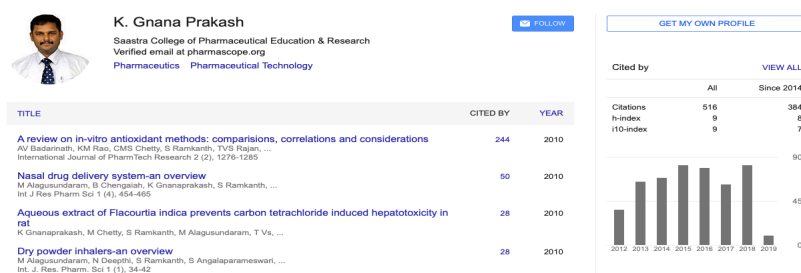 K. Gnana Prakash
FOLLOW
Saastra College of Pharmaceutical Education & Research
Verified email at pharmascope.org
Pharmaceutics Pharmaceutical Technology
TITLE CITED BY YEAR
A review on in-vitro antioxidant methods: comparisions, correlations and considerations 244 2010
AV Badarinath, KM Rao, CMS Chetty, S Ramkanth, TVS Rajan, ...
International Journal of PharmTech Research 2 (2), 1276-1285
Nasal drug delivery system-an overview 50 2010
M Alagusundaram, B Chengaiah, K Gnanaprakash, S Ramkanth, ...
Int J Res Pharm Sci 1 (4), 454-465
Aqueous extract of Flacourtia indica prevents carbon tetrachloride induced hepatotoxicity in 28 2010
rat
K Gnanaprakash, M Chetty, S Ramkanth, M Alagusundaram, T Vs, ...
Dry powder inhalers-an overview 28 2010
M Alagusundaram, N Deepthi, S Ramkanth, S Angalaparameswari, ...
Int. J. Res. Pharm. Sci 1 (1), 34-42
GET MY OWN PROFILE
Cited by VIEW ALL
All Since 2014
Citations 516 384
h-index 9 8
i10-index 9 7
90
45
0
2012 2013 2014 2015 2016 2017 2018 2019